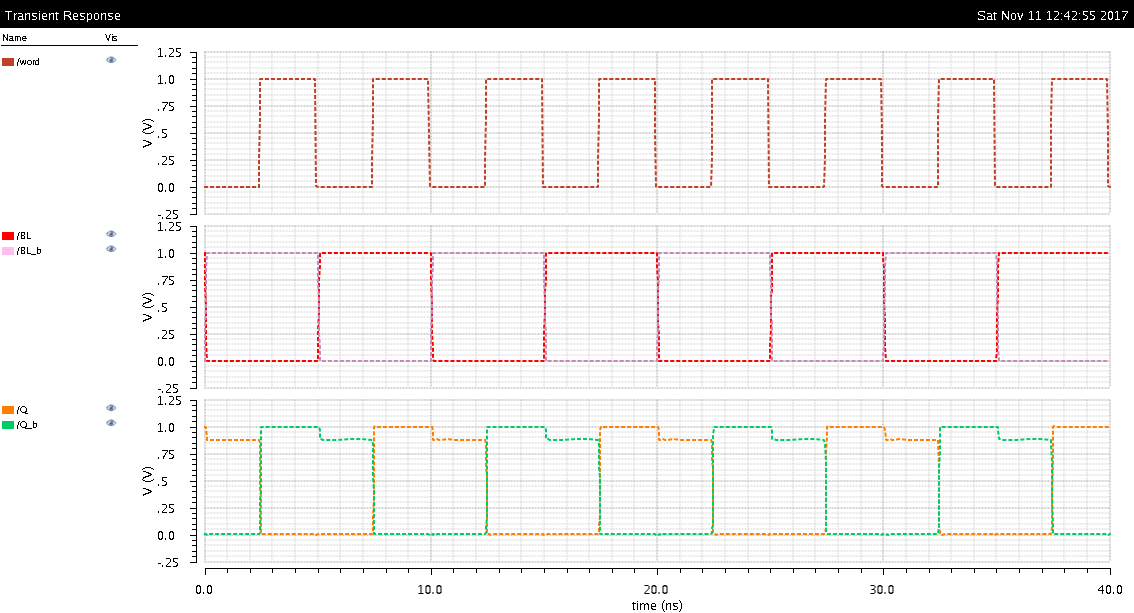 Transient Response Sat Nov 11 12:42:55 2017
Name Vis
/word
1.25
1.0
.75
.5
.25
0.0
-.25
V (V)
/BL
/BL_b
1.25
1.0
.75
.5
.25
0.0
-.25
V (V)
/Q
/Q_b
1.25
1.0
.75
.5
.25
0.0
-.25
V (V)
0.0 10.0 20.0 30.0 40.0
time (ns)